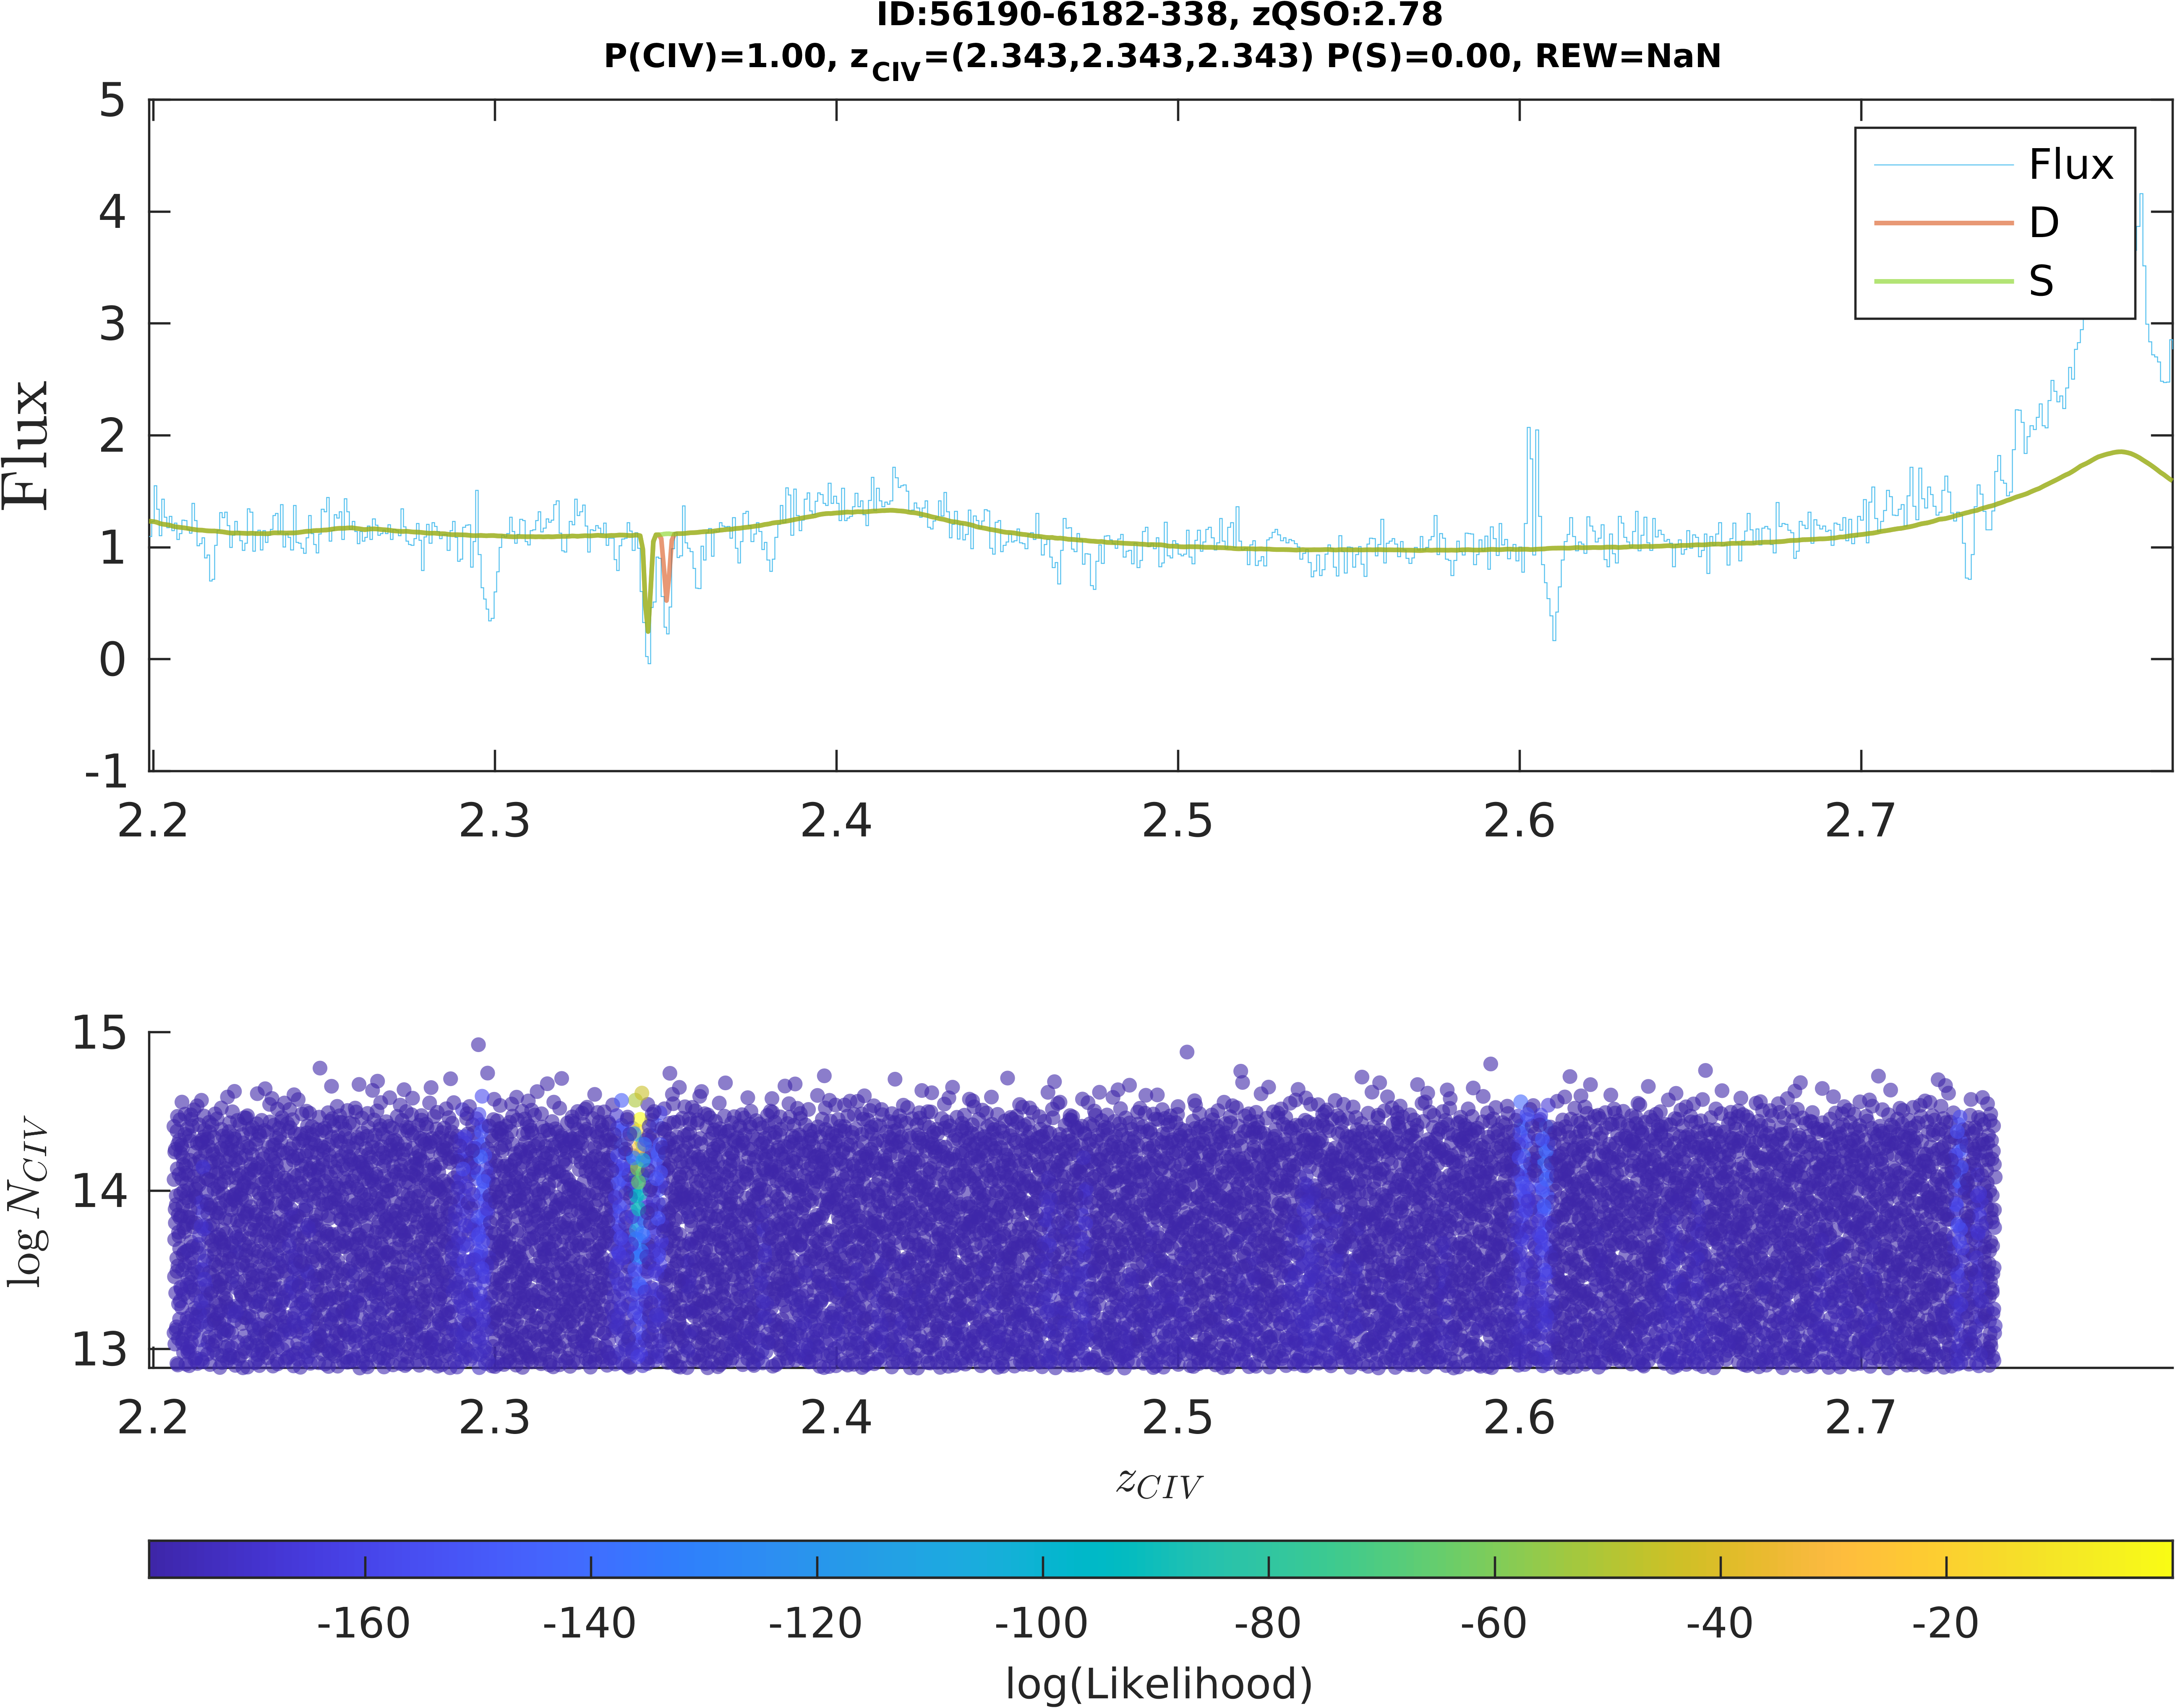 ID:56190-6182-338, zQSO:2.78
P(CIV)=1.00, z_CIV=(2.343,2.343,2.343) P(S)=0.00, REW=NaN
5
4
3
2
1
0
-1
Flux
Flux
D
S
2.2 2.3 2.4 2.5 2.6 2.7
15
14
13
log N_CIV
2.2 2.3 2.4 2.5 2.6 2.7
z_CIV
-160 -140 -120 -100 -80 -60 -40 -20
log(Likelihood)